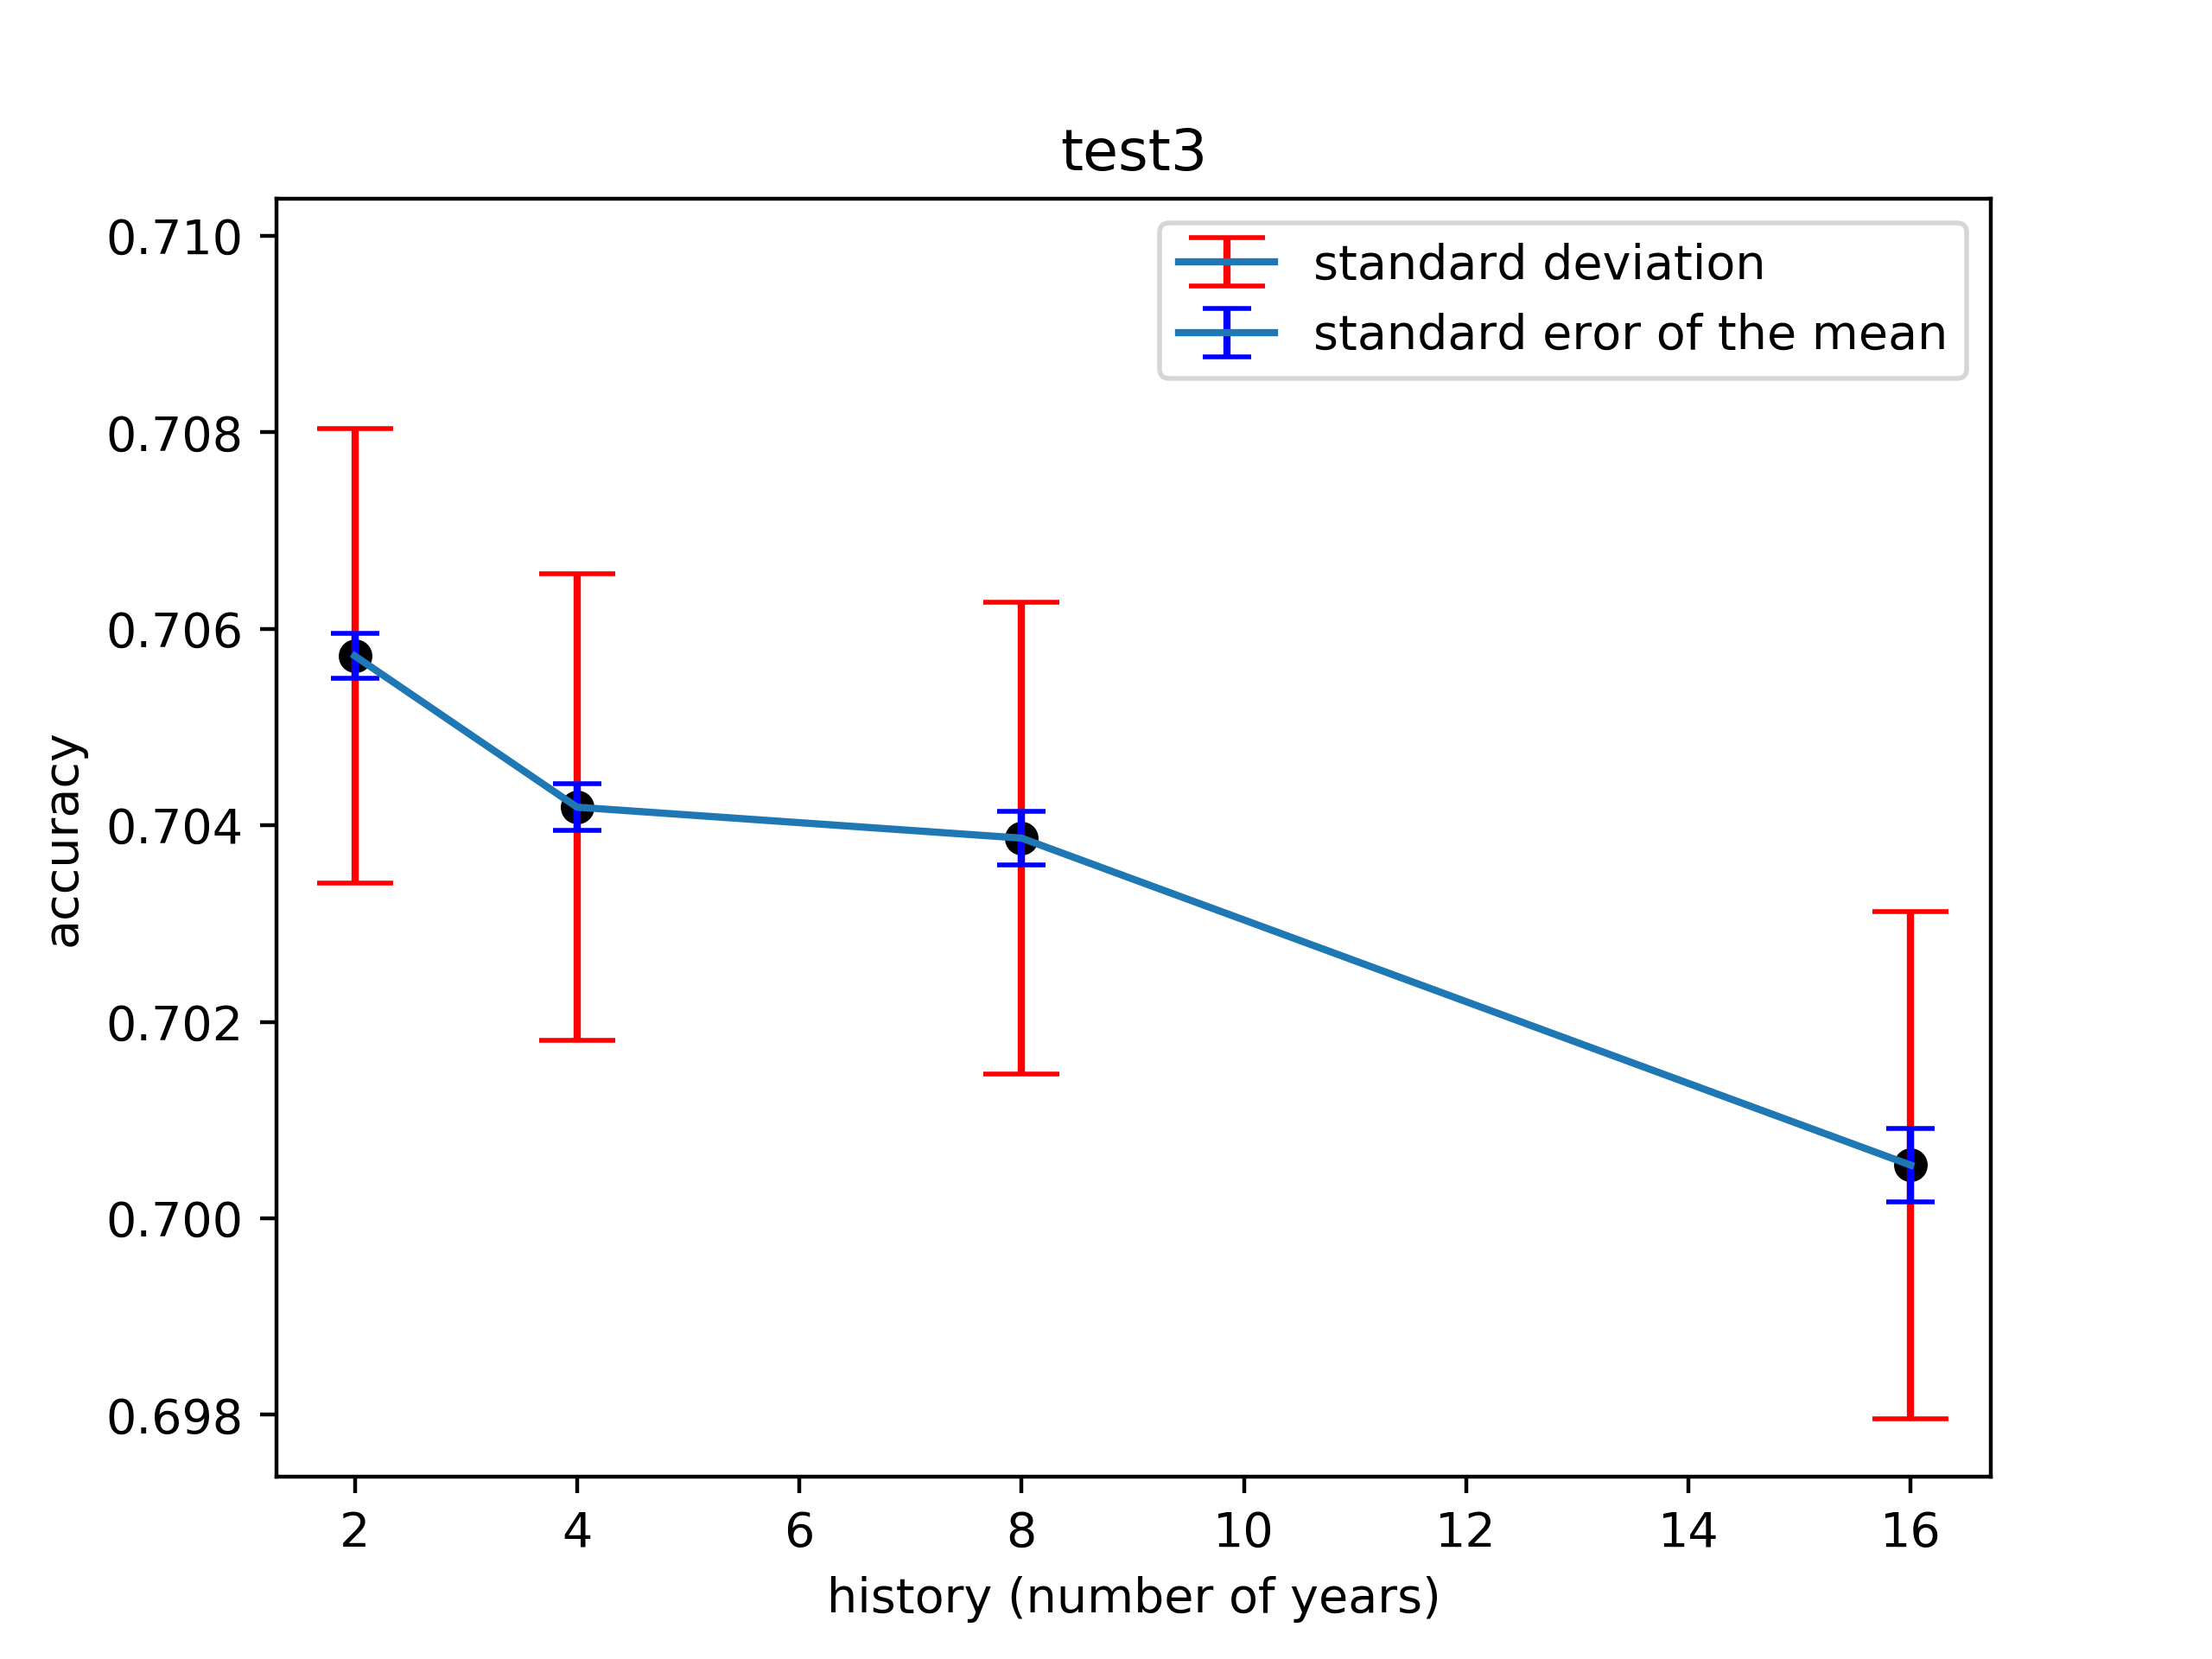 test3
0.710
0.708
0.706
0.704
0.702
0.700
0.698
accuracy
standard deviation
standard eror of the mean
2 4 6 8 10 12 14 16
history (number of years)